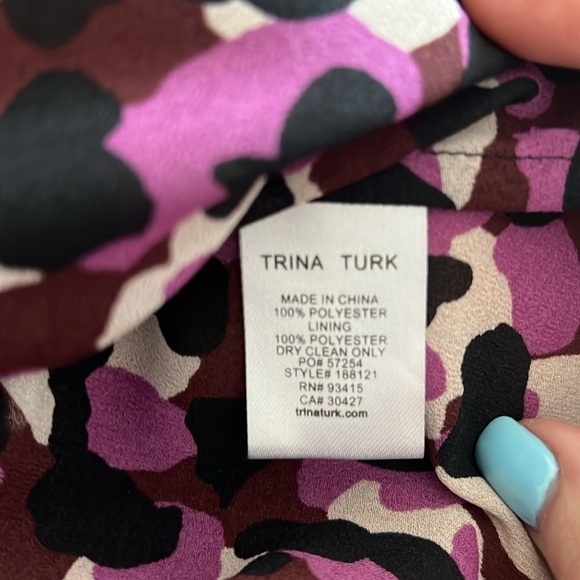 TRINA TURK
MADE IN CHINA
100% POLYESTER
LINING
100% POLYESTER
DRY CLEAN ONLY
PO# 57254
STYLE# 188121
RN# 93415
CA# 30427
trinaturk.com